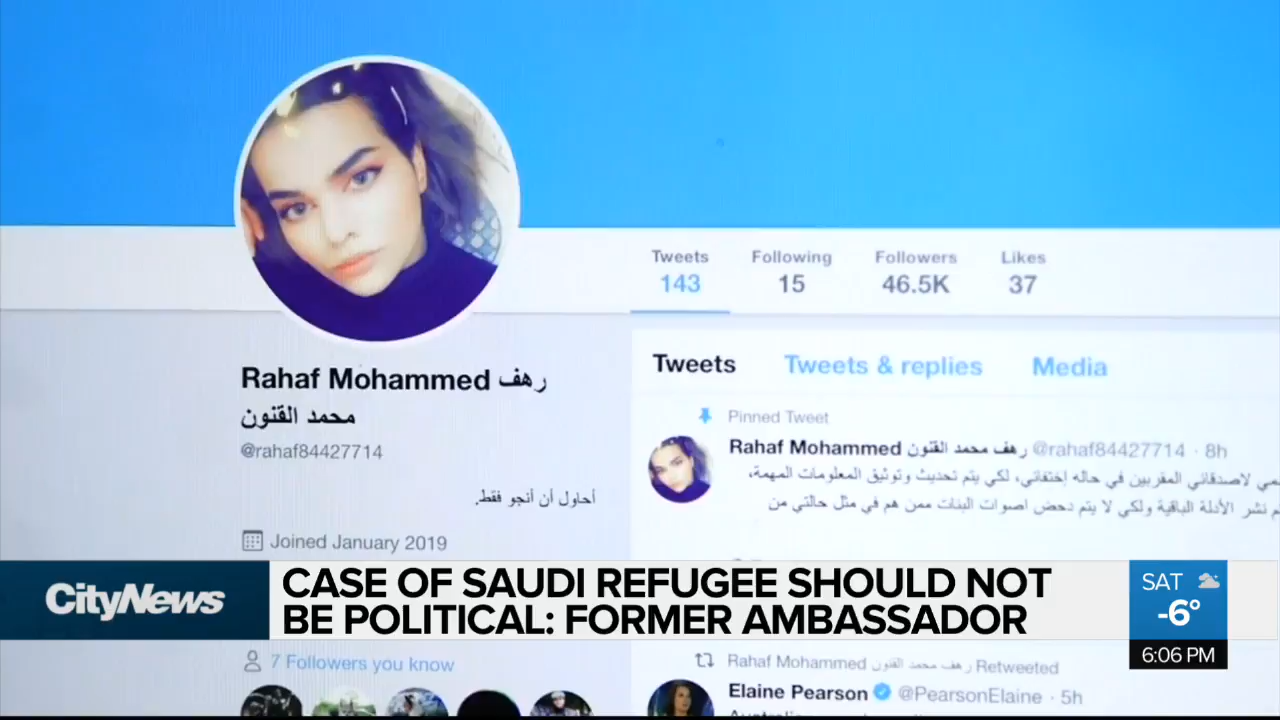 Tweets
143
Following
15
Followers
46.5K
Likes
37
Rahaf Mohammed رهف
محمد القنون
@rahaf84427714
أحاول أن أنجو فقط.
Joined January 2019
7 Followers you know
Tweets Tweets & replies Media
Pinned Tweet
Rahaf Mohammed رهف محمد القنون @rahaf84427714 · 8h
لاصدقائي المقربين في حاله إختفائي، لكي يتم تحديث وتوثيق المعلومات المهمة،
نشر الأدلة الباقية ولكي لا يتم دحض اصوات البنات ممن هم في مثل حالتي من
Rahaf Mohammed رهف محمد القنون Retweeted
Elaine Pearson @PearsonElaine · 5h
CityNews
CASE OF SAUDI REFUGEE SHOULD NOT
BE POLITICAL: FORMER AMBASSADOR
SAT
-6°
6:06 PM